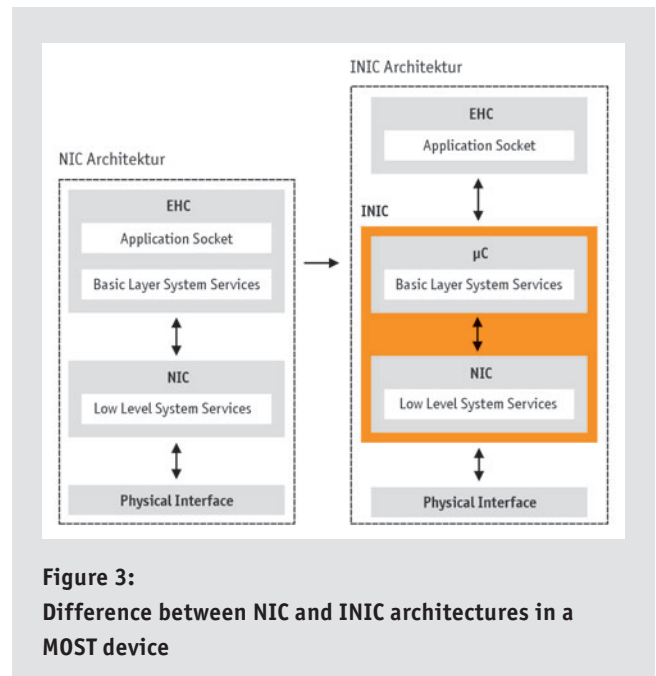 NIC Architektur
EHC
Application Socket
Basic Layer System Services
NIC
Low Level System Services
Physical Interface
INIC Architektur
EHC
Application Socket
INIC
µC
Basic Layer System Services
NIC
Low Level System Services
Physical Interface
Figure 3:
Difference between NIC and INIC architectures in a
MOST device